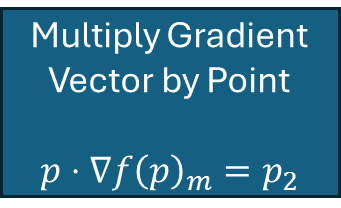 Multiply Gradient
Vector by Point
p · ∇f(p)ₘ = p₂